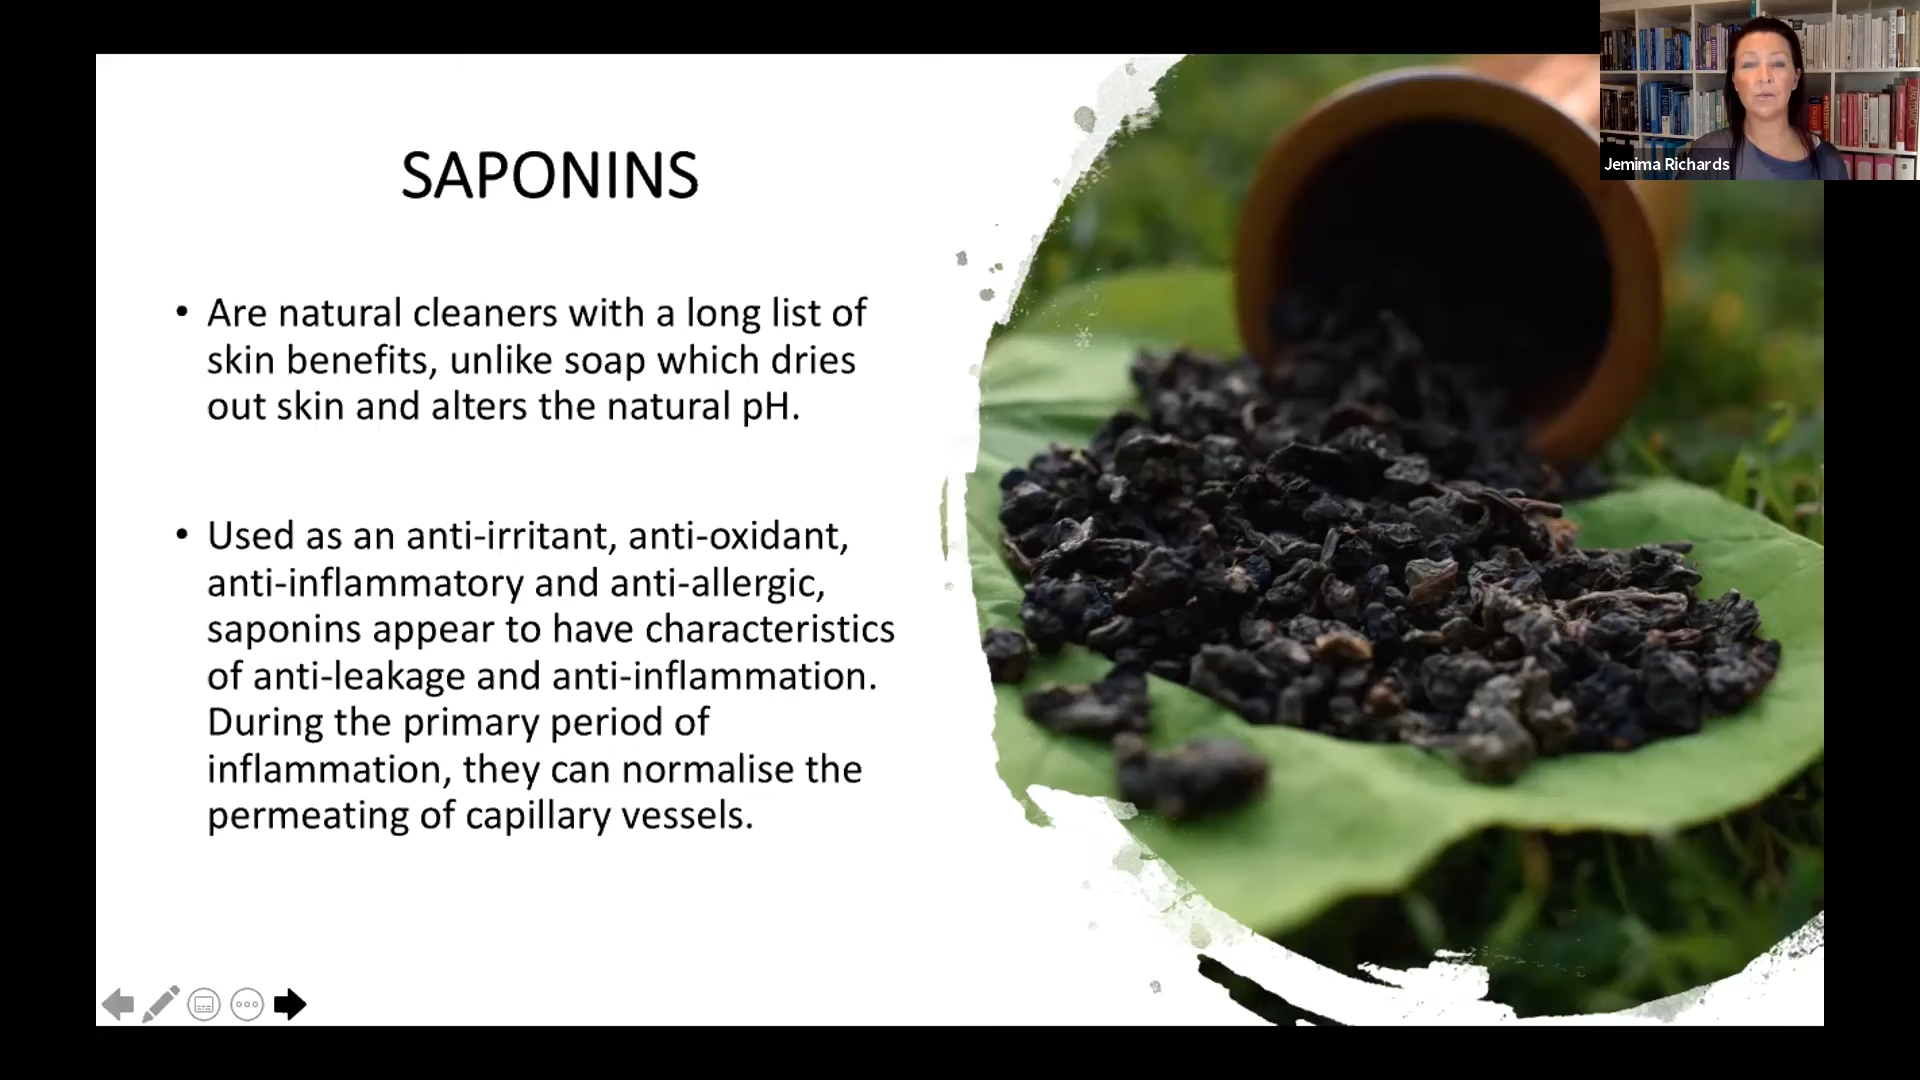 Jemima Richards
SAPONINS
• Are natural cleaners with a long list of
skin benefits, unlike soap which dries
out skin and alters the natural pH.
• Used as an anti-irritant, anti-oxidant,
anti-inflammatory and anti-allergic,
saponins appear to have characteristics
of anti-leakage and anti-inflammation.
During the primary period of
inflammation, they can normalise the
permeating of capillary vessels.